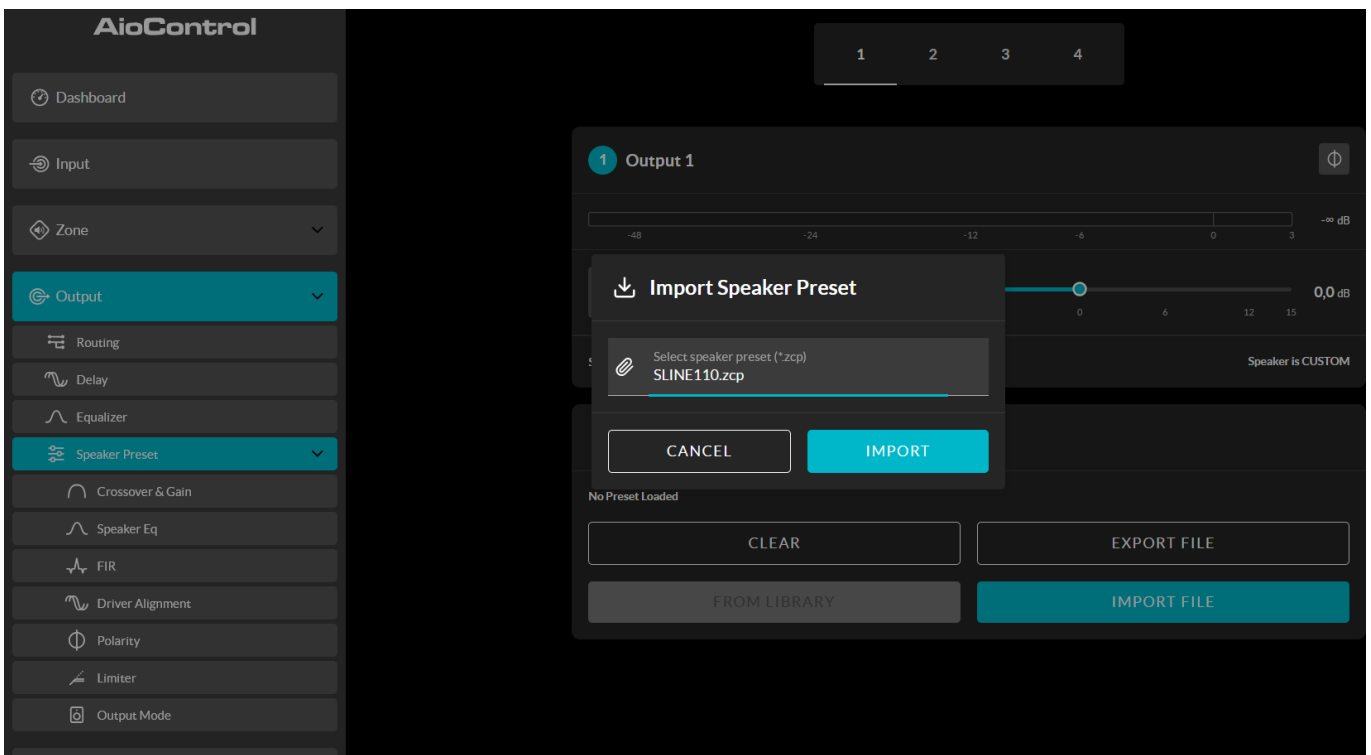 AioControl
Dashboard
Input
Zone
Output
Routing
Delay
Equalizer
Speaker Preset
Crossover & Gain
Speaker Eq
FIR
Driver Alignment
Polarity
Limiter
Output Mode
1 2 3 4
1 Output 1
-∞ dB
-48 -24 -12 -6 0 3
0,0 dB
0 6 12 15
Speaker is CUSTOM
Import Speaker Preset
Select speaker preset (*.zcp)
SLINE110.zcp
CANCEL IMPORT
No Preset Loaded
CLEAR EXPORT FILE
FROM LIBRARY IMPORT FILE